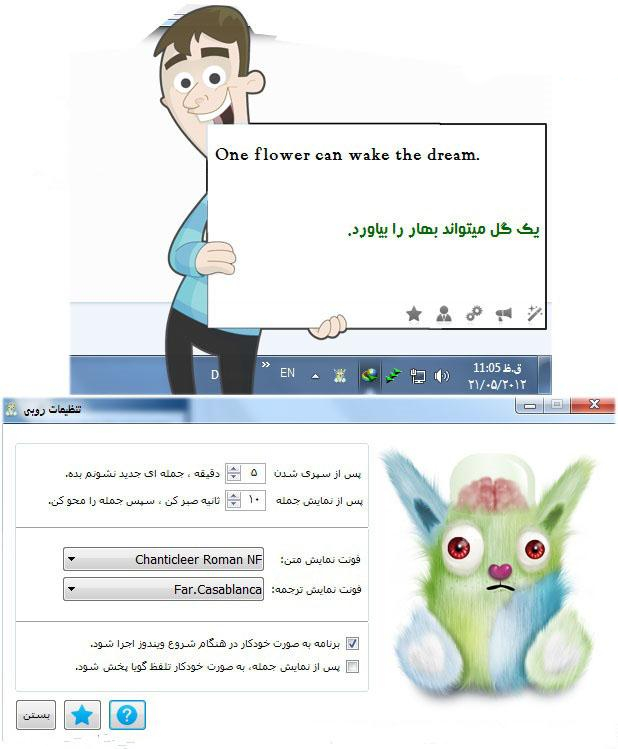 One flower can wake the dream.
یک گل میتواند بهار را بیاورد.
D
»
EN
11:05 ق.ظ
۲۱/۰۵/۲۰۱۲
تنظیمات روبی
پس از سپری شدن ۵ دقیقه ، جمله ای جدید نشونم بده.
پس از نمایش جمله ۱۰ ثانیه صبر کن ، سپس جمله را محو کن.
فونت نمایش متن: Chanticleer Roman NF
فونت نمایش ترجمه: Far.Casablanca
برنامه به صورت خودکار در هنگام شروع ویندوز اجرا شود.
پس از نمایش جمله، به صورت خودکار تلفظ گویا پخش شود.
بستن